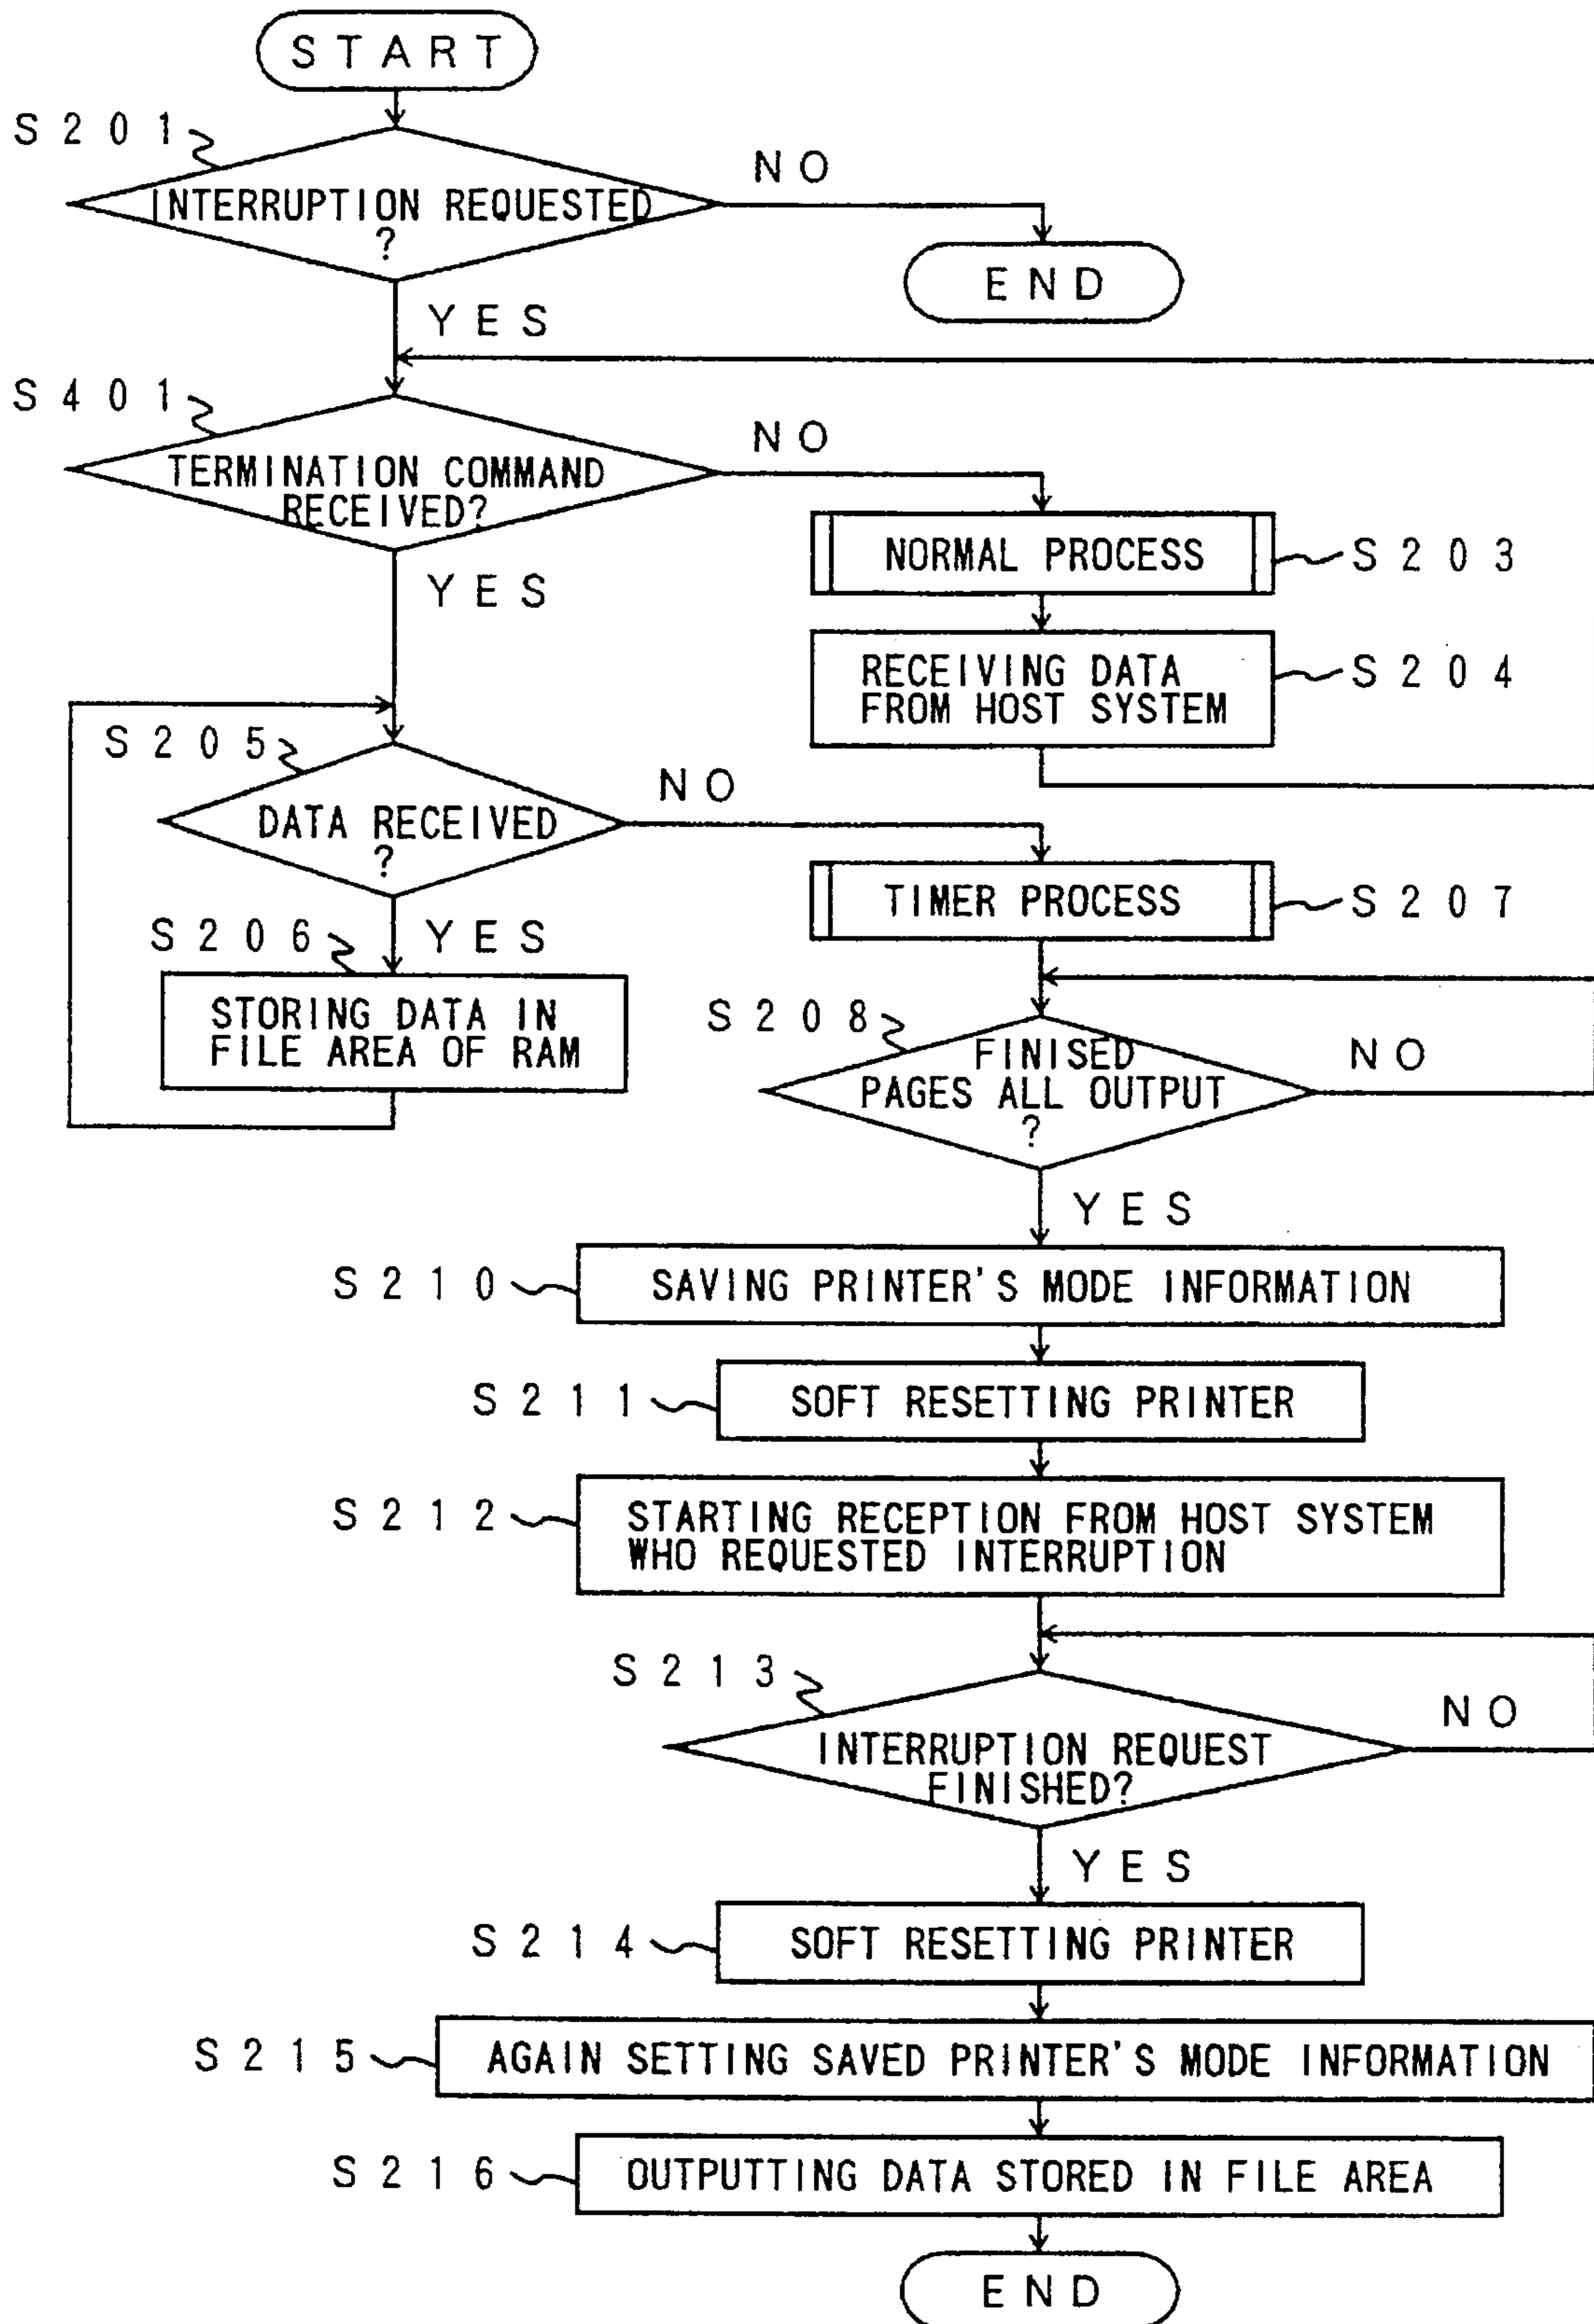 START
S201
NO
INTERRUPTION REQUESTED
?
END
YES
S401
NO
TERMINATION COMMAND
RECEIVED?
NORMAL PROCESS
S203
YES
RECEIVING DATA
FROM HOST SYSTEM
S204
S205
NO
DATA RECEIVED
?
TIMER PROCESS
S207
S206
YES
STORING DATA IN
FILE AREA OF RAM
S208
FINISED
PAGES ALL OUTPUT
?
NO
YES
S210
SAVING PRINTER'S MODE INFORMATION
S211
SOFT RESETTING PRINTER
S212
STARTING RECEPTION FROM HOST SYSTEM
WHO REQUESTED INTERRUPTION
S213
NO
INTERRUPTION REQUEST
FINISHED?
YES
S214
SOFT RESETTING PRINTER
S215
AGAIN SETTING SAVED PRINTER'S MODE INFORMATION
S216
OUTPUTTING DATA STORED IN FILE AREA
END